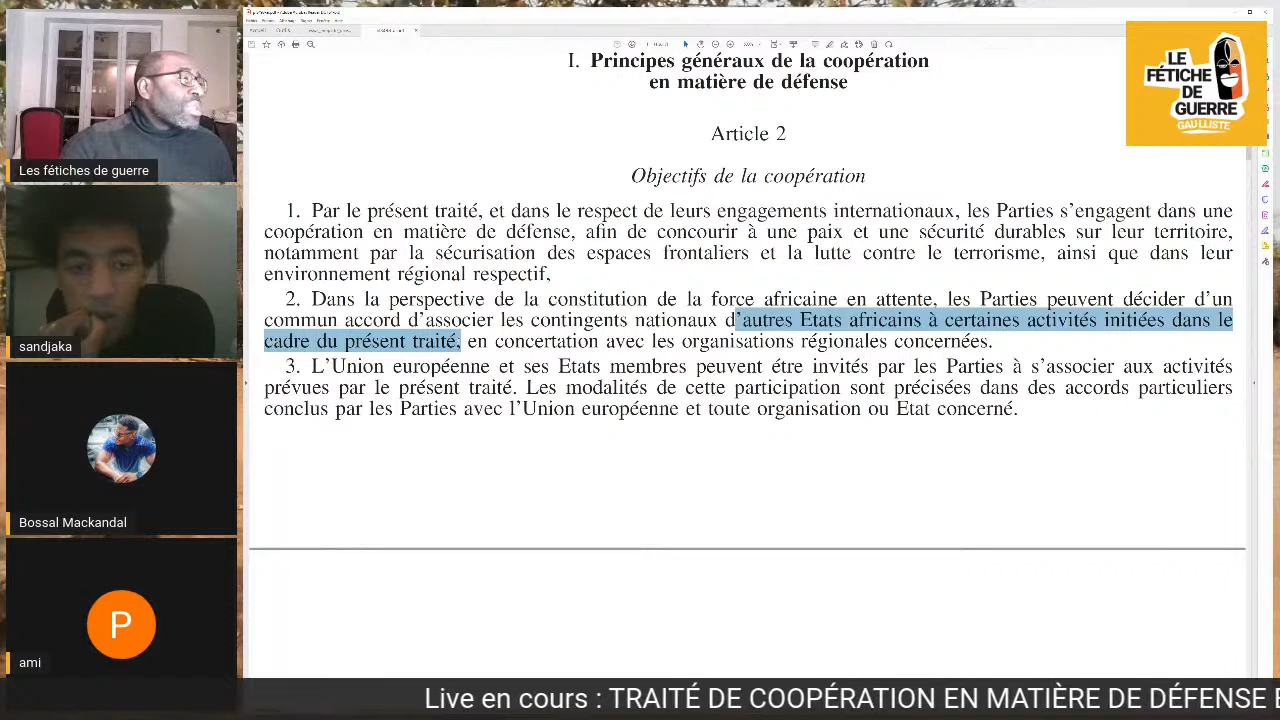 I. Principes généraux de la coopération
en matière de défense
Article 2
Objectifs de la coopération
1. Par le présent traité, et dans le respect de leurs engagements internationaux, les Parties s’engagent dans une
coopération en matière de défense, afin de concourir à une paix et une sécurité durables sur leur territoire,
notamment par la sécurisation des espaces frontaliers et la lutte contre le terrorisme, ainsi que dans leur
environnement régional respectif,
2. Dans la perspective de la constitution de la force africaine en attente, les Parties peuvent décider d’un
commun accord d’associer les contingents nationaux d’autres Etats africains à certaines activités initiées dans le
cadre du présent traité, en concertation avec les organisations régionales concernées.
3. L’Union européenne et ses Etats membres peuvent étre invités par les Parties à s’associer aux activités
prévues par le présent traité. Les modalités de cette participation sont précisées dans des accords particuliers
conclus par les Parties avec l’Union européenne et toute organisation ou Etat concerné.
LE
FÉTICHE
DE
GUERRE
GAULLISTE
Les fétiches de guerre
sandjaka
Bossal Mackandal
P
ami
Live en cours : TRAITÉ DE COOPÉRATION EN MATIÈRE DE DÉFENSE